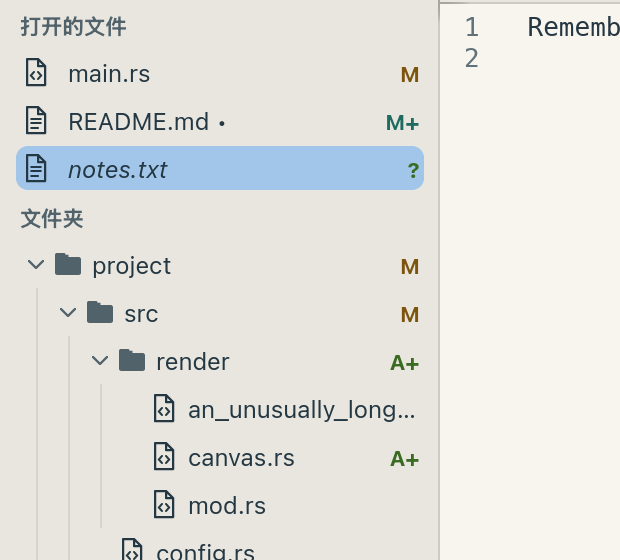 打开的文件
main.rs M
README.md • M+
notes.txt ?
文件夹
project M
src M
render A+
an_unusually_long...
canvas.rs A+
mod.rs
config.rs
1 Rememb
2